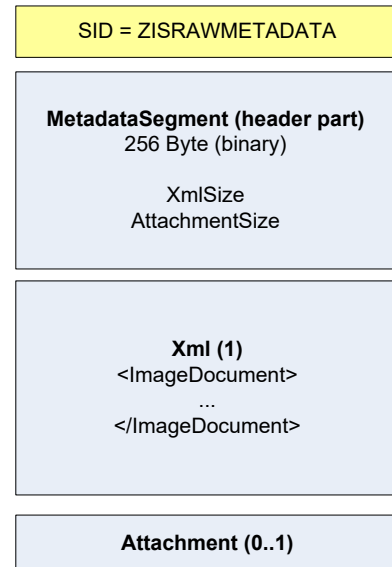 SID = ZISRAWMETADATA
MetadataSegment (header part)
256 Byte (binary)
XmlSize
AttachmentSize
Xml (1)
<ImageDocument>
...
</ImageDocument>
Attachment (0..1)